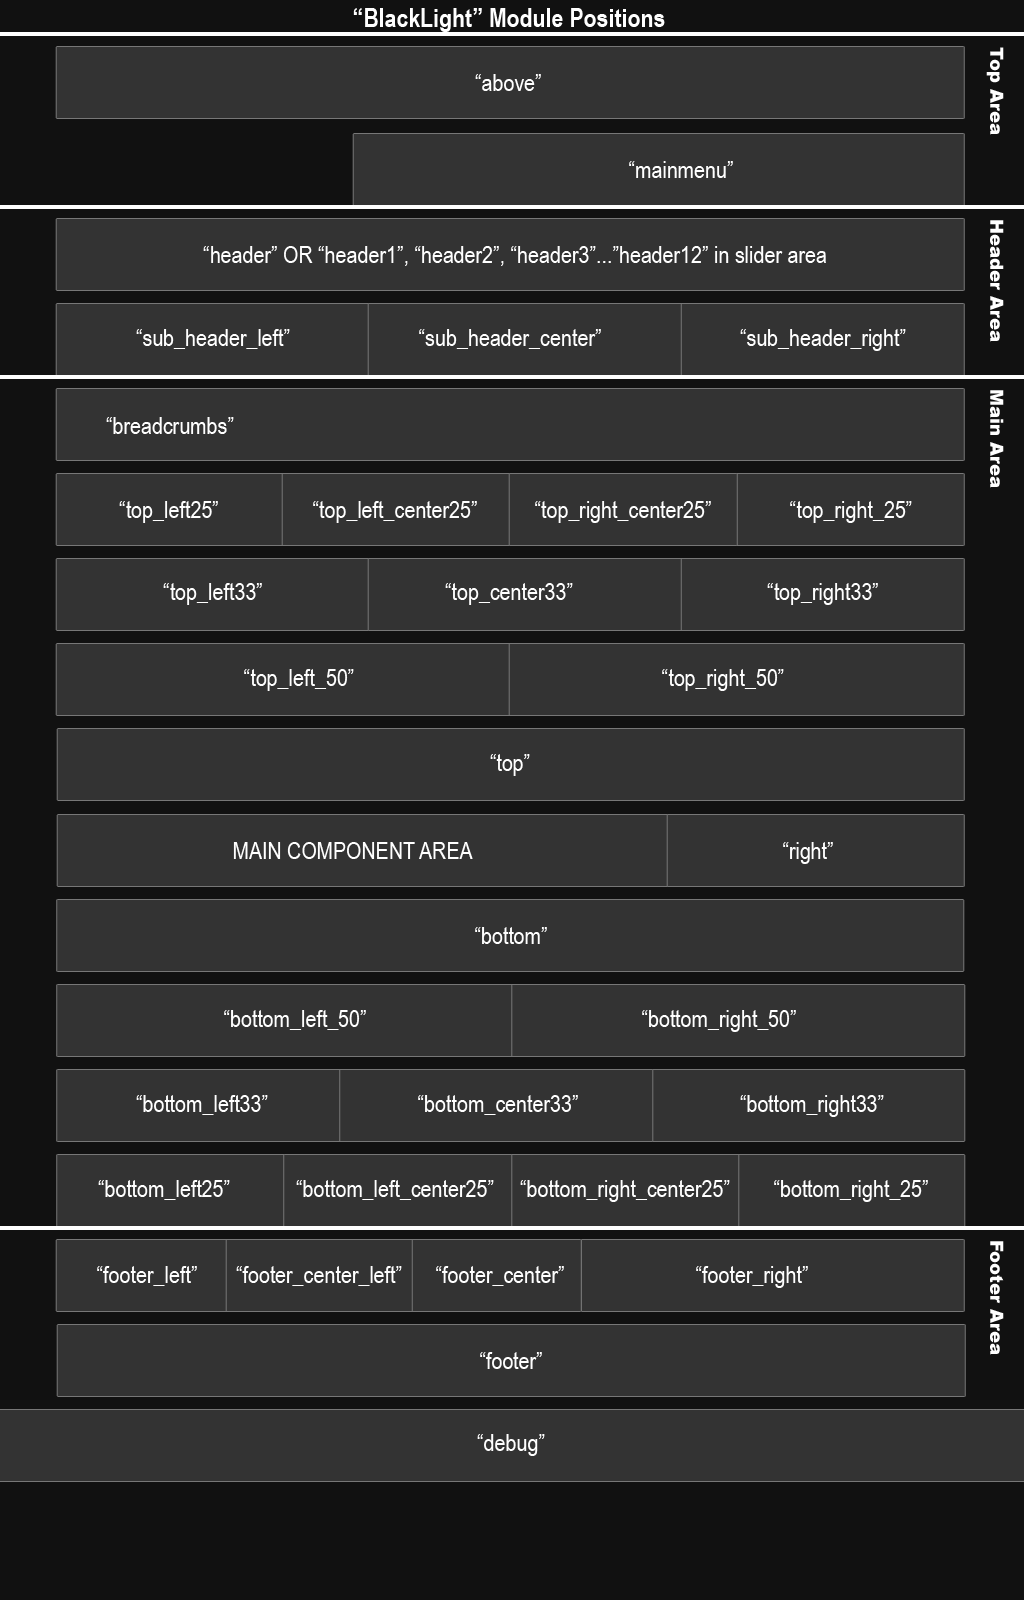 “BlackLight” Module Positions
Top Area
“above”
“mainmenu”
Header Area
“header” OR “header1”, “header2”, “header3”...”header12” in slider area
“sub_header_left” “sub_header_center” “sub_header_right”
Main Area
“breadcrumbs”
“top_left25” “top_left_center25” “top_right_center25” “top_right_25”
“top_left33” “top_center33” “top_right33”
“top_left_50” “top_right_50”
“top”
MAIN COMPONENT AREA “right”
“bottom”
“bottom_left_50” “bottom_right_50”
“bottom_left33” “bottom_center33” “bottom_right33”
“bottom_left25” “bottom_left_center25” “bottom_right_center25” “bottom_right_25”
Footer Area
“footer_left” “footer_center_left” “footer_center” “footer_right”
“footer”
“debug”